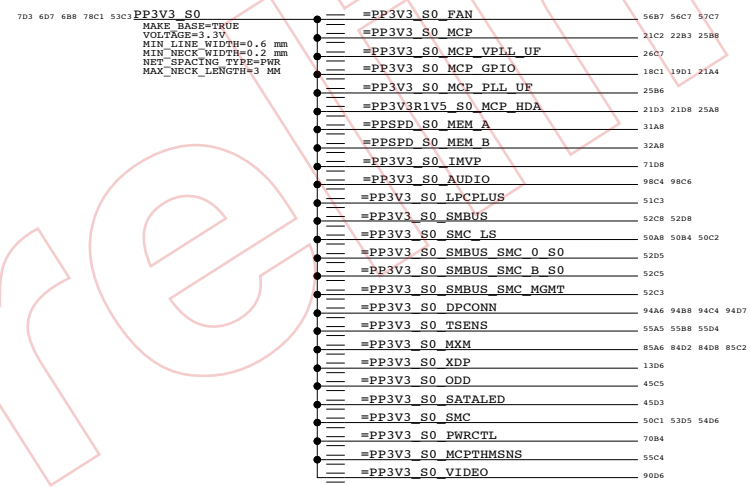 7D3 6D7 6B8 78C1 53C3 PP3V3_S0
MAKE_BASE=TRUE
VOLTAGE=3.3V
MIN_LINE_WIDTH=0.6 mm
MIN_NECK_WIDTH=0.2 mm
NET_SPACING_TYPE=PWR
MAX_NECK_LENGTH=3 MM
=PP3V3_S0_FAN 56B7 56C7 57C7
=PP3V3_S0_MCP 21C2 22B3 25B8
=PP3V3_S0_MCP_VPLL_UF 26C7
=PP3V3_S0_MCP_GPIO 18C1 19D1 21A4
=PP3V3_S0_MCP_PLL_UF 25B6
=PP3V3R1V5_S0_MCP_HDA 21D3 21D8 25A8
=PPSPD_S0_MEM_A 31A8
=PPSPD_S0_MEM_B 32A8
=PP3V3_S0_IMVP 71D8
=PP3V3_S0_AUDIO 98C4 98C6
=PP3V3_S0_LPCPLUS 51C3
=PP3V3_S0_SMBUS 52C8 52D8
=PP3V3_S0_SMC_LS 50A8 50B4 50C2
=PP3V3_S0_SMBUS_SMC_0_S0 52D5
=PP3V3_S0_SMBUS_SMC_B_S0 52C5
=PP3V3_S0_SMBUS_SMC_MGMT 52C3
=PP3V3_S0_DPCONN 94A6 94B8 94C4 94D7
=PP3V3_S0_TSENS 55A5 55B8 55D4
=PP3V3_S0_MXM 85A6 84D2 84D8 85C2
=PP3V3_S0_XDP 13D6
=PP3V3_S0_ODD 45C5
=PP3V3_S0_SATALED 45D3
=PP3V3_S0_SMC 50C1 53D5 54D6
=PP3V3_S0_PWRCTL 70B4
=PP3V3_S0_MCPTHMSNS 55C4
=PP3V3_S0_VIDEO 90D6